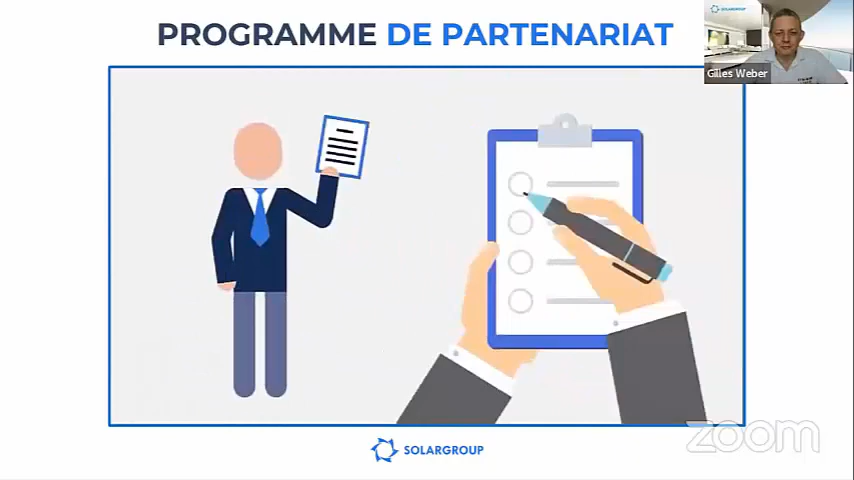 PROGRAMME DE PARTENARIAT
SOLARGROUP
Gilles Weber
SOLARGROUP
zoom